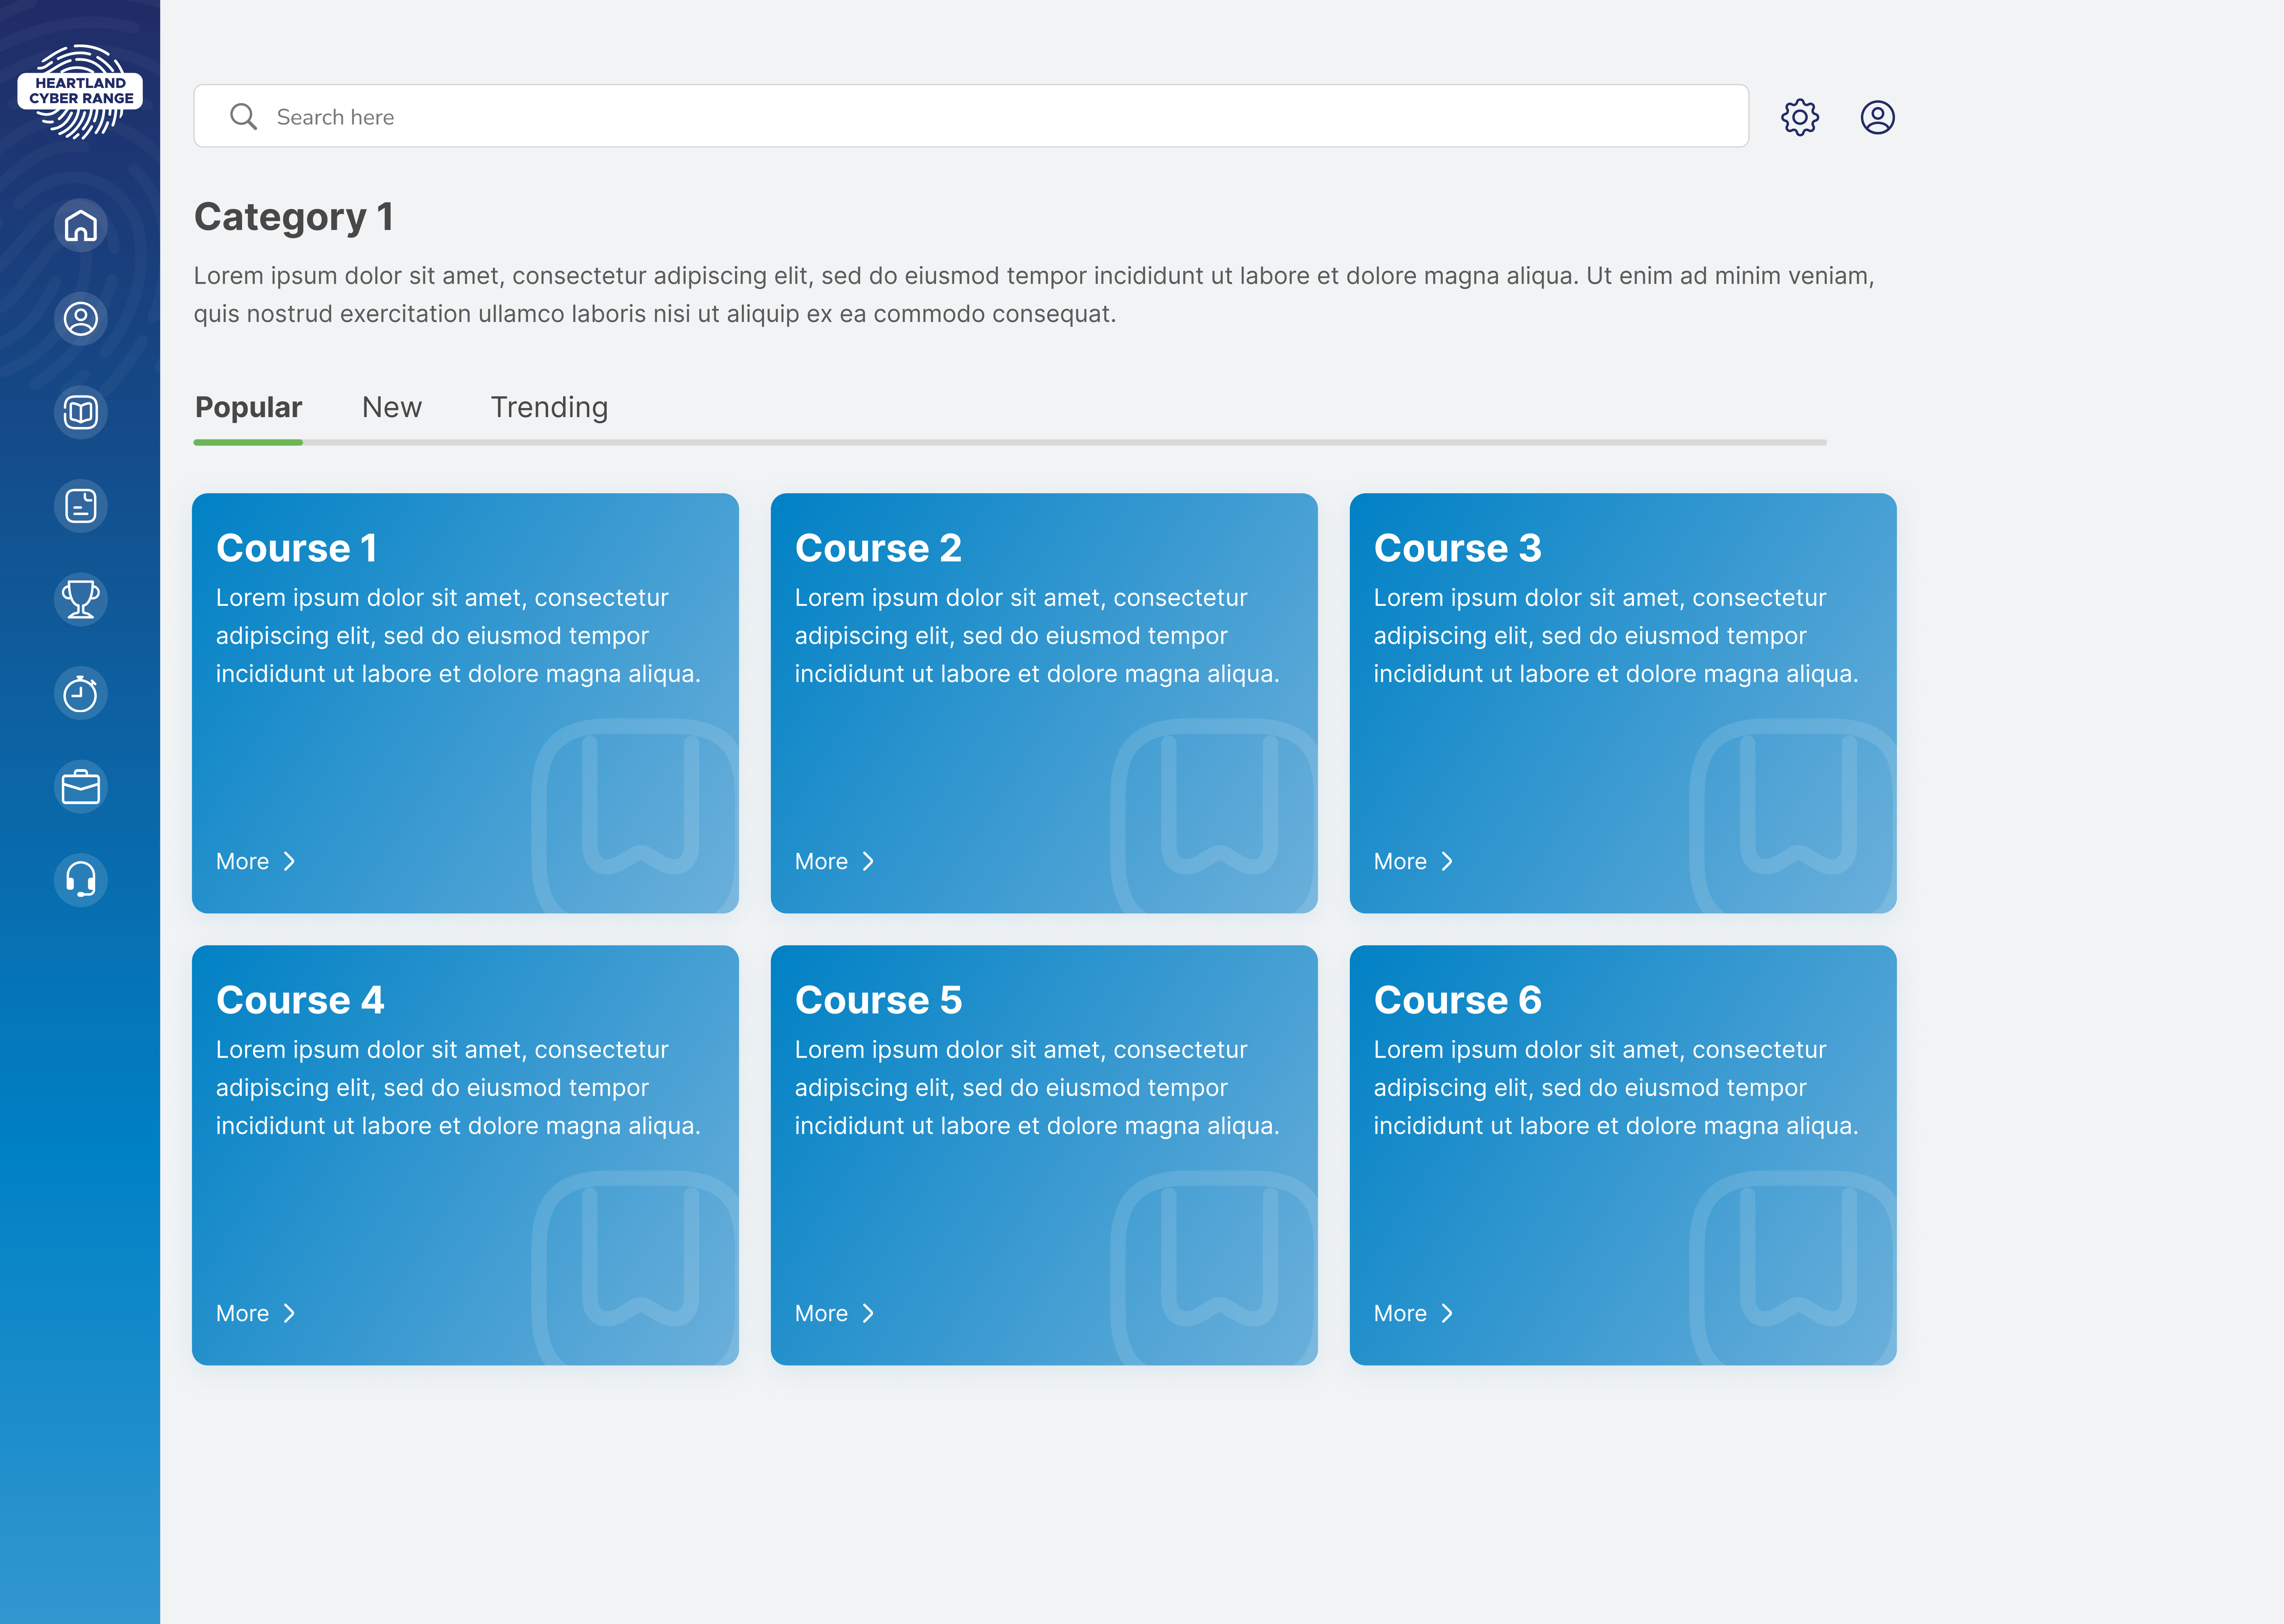 HEARTLAND
CYBER RANGE
Search here
Category 1
Lorem ipsum dolor sit amet, consectetur adipiscing elit, sed do eiusmod tempor incididunt ut labore et dolore magna aliqua. Ut enim ad minim veniam,
quis nostrud exercitation ullamco laboris nisi ut aliquip ex ea commodo consequat.
Popular New Trending
Course 1
Lorem ipsum dolor sit amet, consectetur
adipiscing elit, sed do eiusmod tempor
incididunt ut labore et dolore magna aliqua.
More
Course 2
Lorem ipsum dolor sit amet, consectetur
adipiscing elit, sed do eiusmod tempor
incididunt ut labore et dolore magna aliqua.
More
Course 3
Lorem ipsum dolor sit amet, consectetur
adipiscing elit, sed do eiusmod tempor
incididunt ut labore et dolore magna aliqua.
More
Course 4
Lorem ipsum dolor sit amet, consectetur
adipiscing elit, sed do eiusmod tempor
incididunt ut labore et dolore magna aliqua.
More
Course 5
Lorem ipsum dolor sit amet, consectetur
adipiscing elit, sed do eiusmod tempor
incididunt ut labore et dolore magna aliqua.
More
Course 6
Lorem ipsum dolor sit amet, consectetur
adipiscing elit, sed do eiusmod tempor
incididunt ut labore et dolore magna aliqua.
More